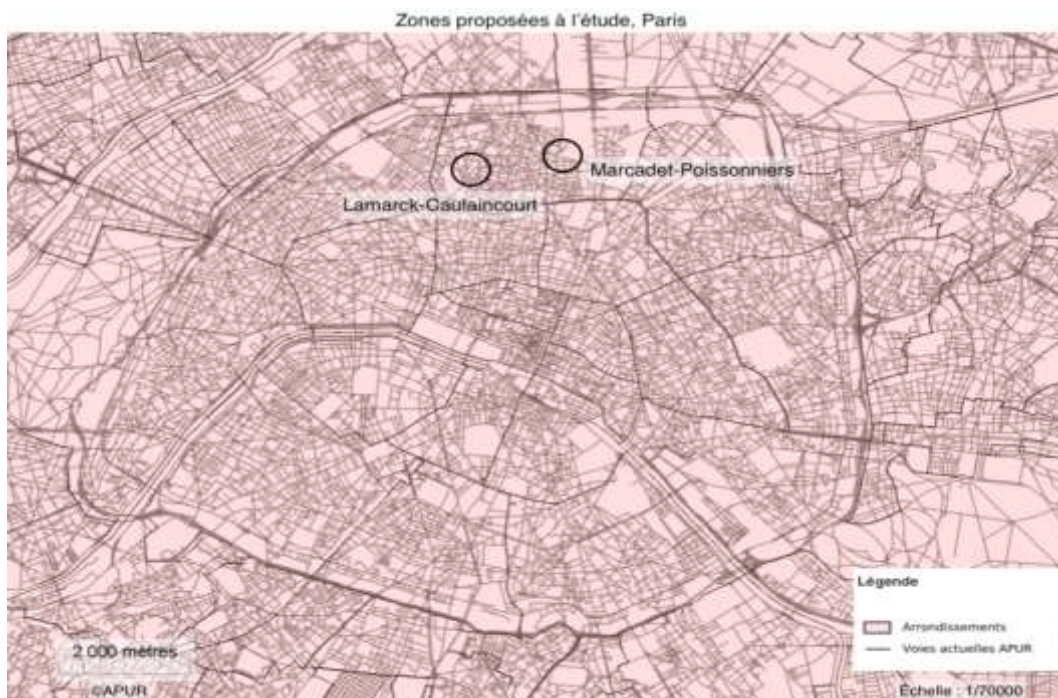 Zones proposées à l'étude, Paris
Marcadet-Poissonniers
Lamarck-Caulaincourt
Légende
Arrondissements
Voies actuelles APUR
2 000 mètres
©APUR
Échelle : 1/70000